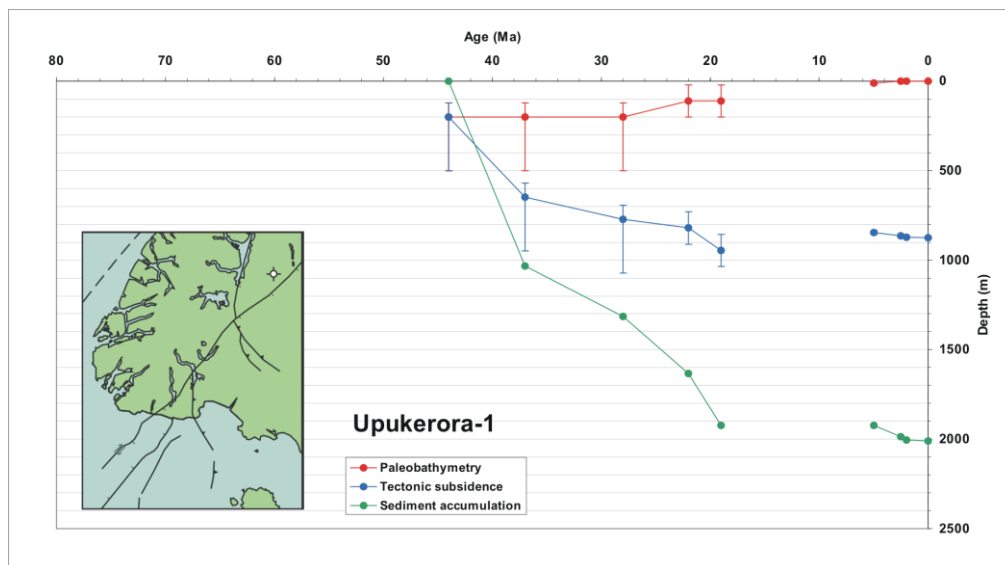 Age (Ma)
80 70 60 50 40 30 20 10 0
0
500
1000
1500
2000
2500
Depth (m)
Upukerora-1
Paleobathymetry
Tectonic subsidence
Sediment accumulation